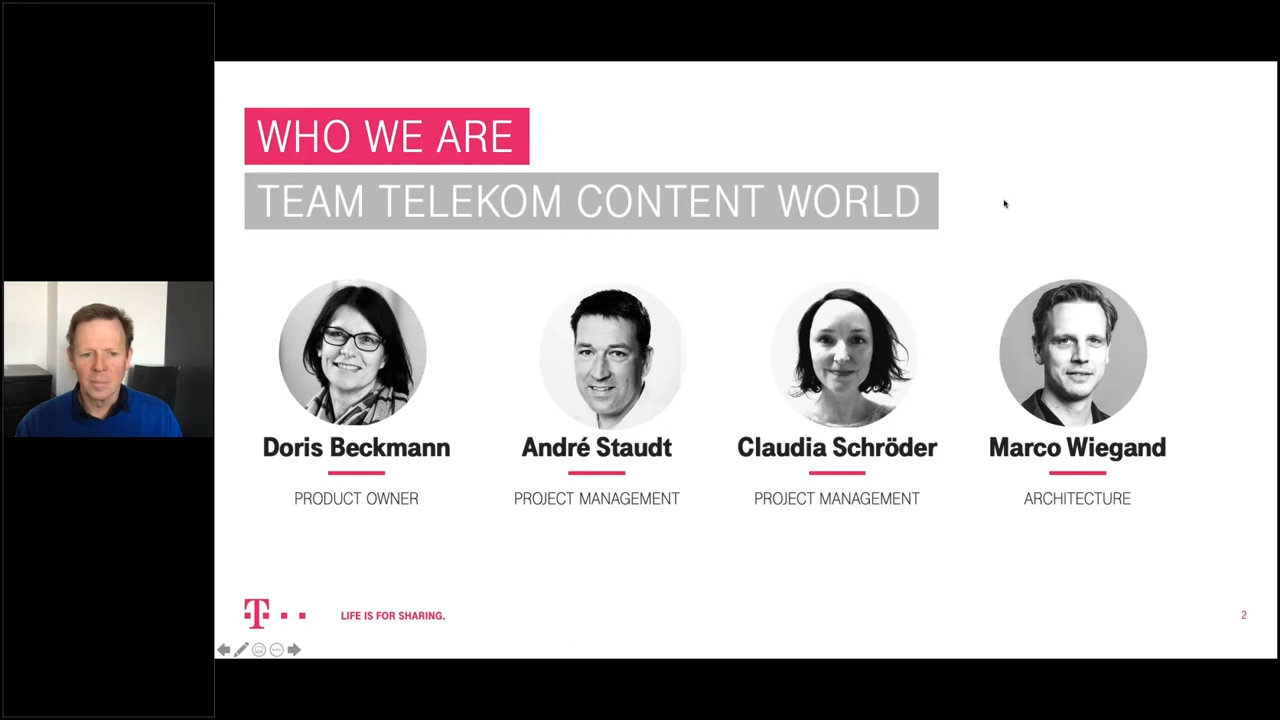 WHO WE ARE
TEAM TELEKOM CONTENT WORLD
Doris Beckmann
PRODUCT OWNER
André Staudt
PROJECT MANAGEMENT
Claudia Schröder
PROJECT MANAGEMENT
Marco Wiegand
ARCHITECTURE
T
LIFE IS FOR SHARING.
2